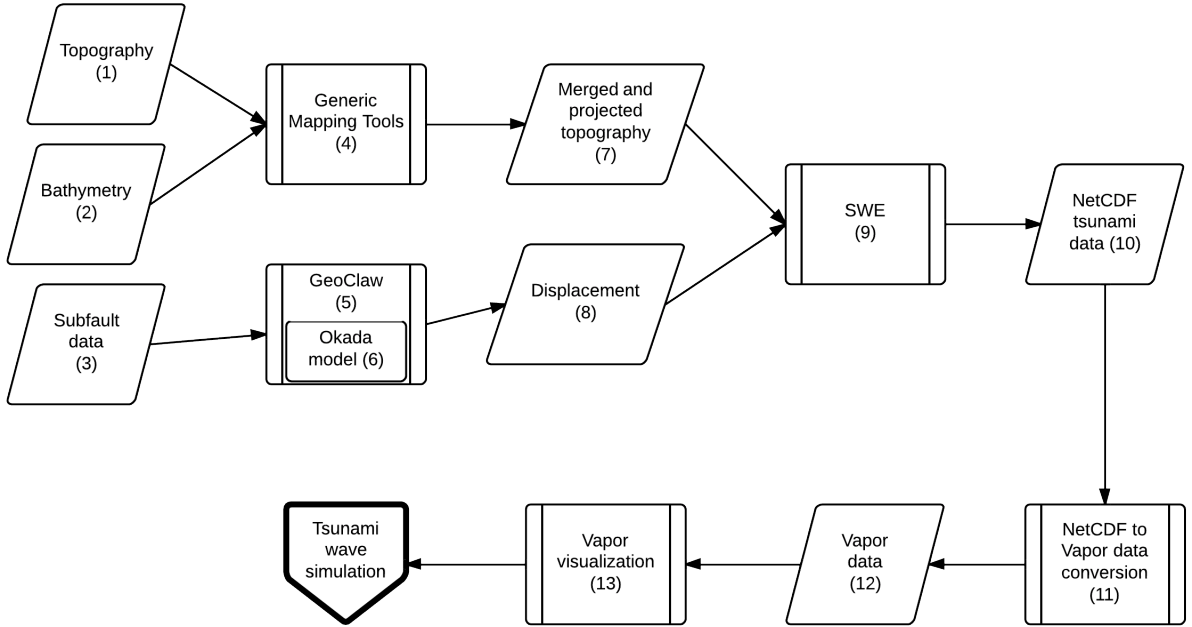 Topography
(1)
Bathymetry
(2)
Subfault
data
(3)
Generic
Mapping Tools
(4)
GeoClaw
(5)
Okada
model (6)
Merged and
projected
topography
(7)
Displacement
(8)
SWE
(9)
NetCDF
tsunami
data (10)
NetCDF to
Vapor data
conversion
(11)
Vapor
data
(12)
Vapor
visualization
(13)
Tsunami
wave
simulation